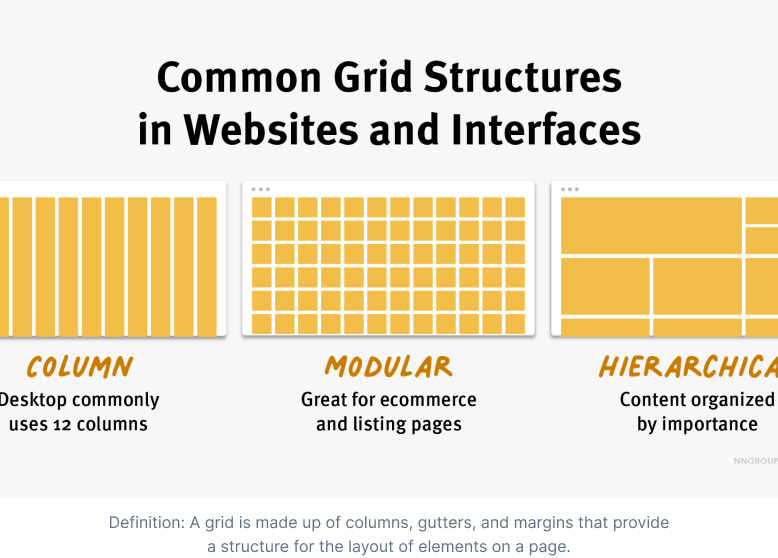 Common Grid Structures
in Websites and Interfaces
COLUMN
Desktop commonly
uses 12 columns
MODULAR
Great for ecommerce
and listing pages
HIERARCHICA
Content organized
by importance
NNGROUP
Definition: A grid is made up of columns, gutters, and margins that provide
a structure for the layout of elements on a page.